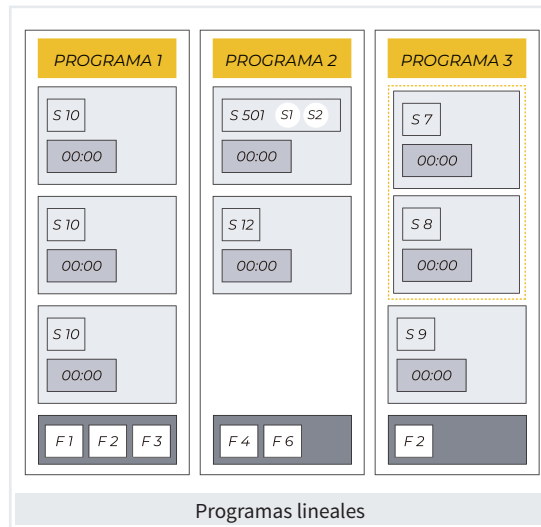 PROGRAMA 1
S 10
00:00
S 10
00:00
S 10
00:00
F 1 F 2 F 3
PROGRAMA 2
S 501 S1 S2
00:00
S 12
00:00
F 4 F 6
PROGRAMA 3
S 7
00:00
S 8
00:00
S 9
00:00
F 2
Programas lineales